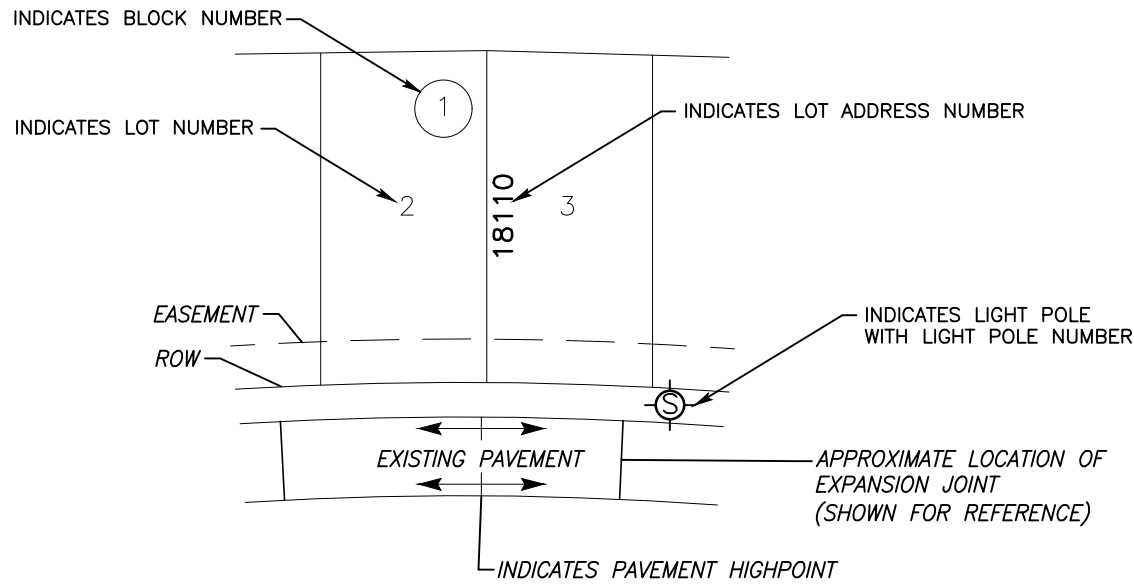 INDICATES BLOCK NUMBER
1
INDICATES LOT NUMBER
INDICATES LOT ADDRESS NUMBER
2
18110
3
EASEMENT
INDICATES LIGHT POLE
WITH LIGHT POLE NUMBER
ROW
S
EXISTING PAVEMENT
APPROXIMATE LOCATION OF
EXPANSION JOINT
(SHOWN FOR REFERENCE)
INDICATES PAVEMENT HIGHPOINT